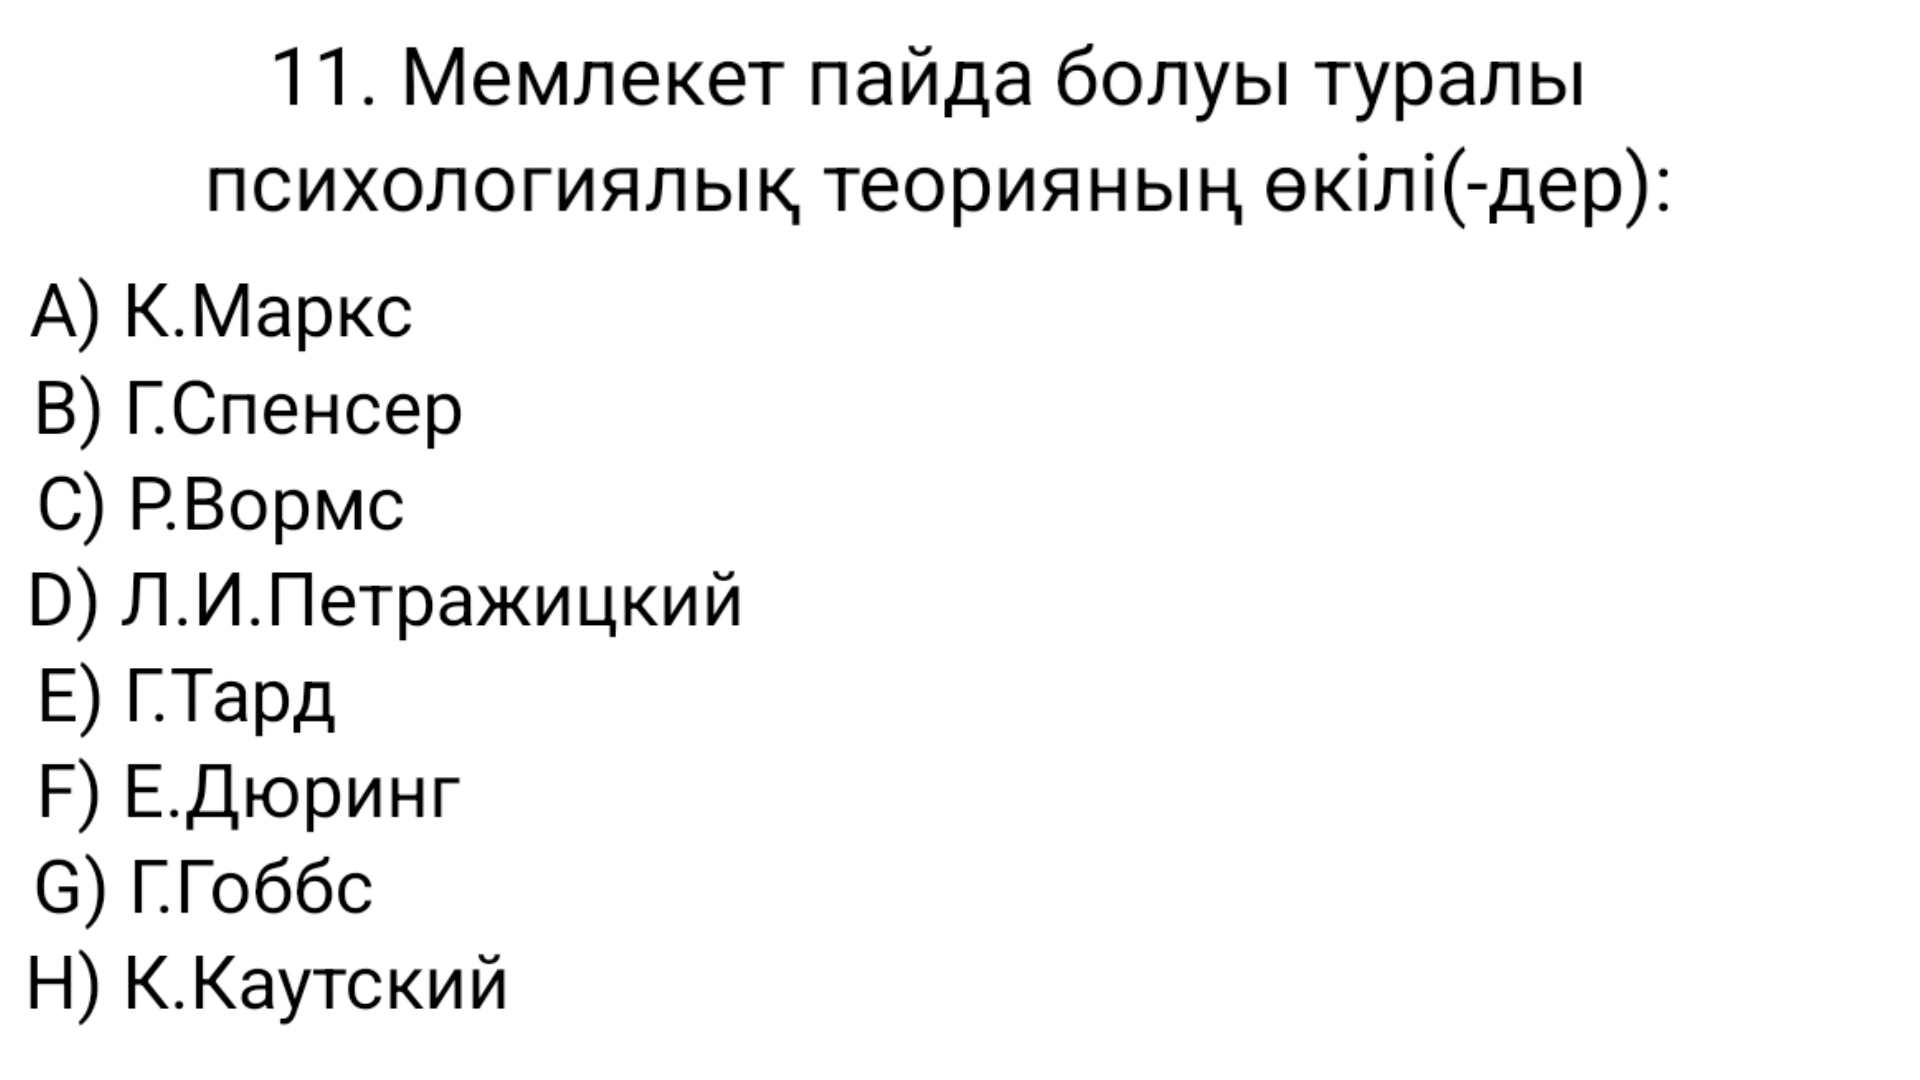 11. Мемлекет пайда болуы туралы
психологиялық теорияның өкілі(-дер):
A) К.Маркс
B) Г.Спенсер
C) Р.Вормс
D) Л.И.Петражицкий
E) Г.Тард
F) Е.Дюринг
G) Г.Гоббс
H) К.Каутский